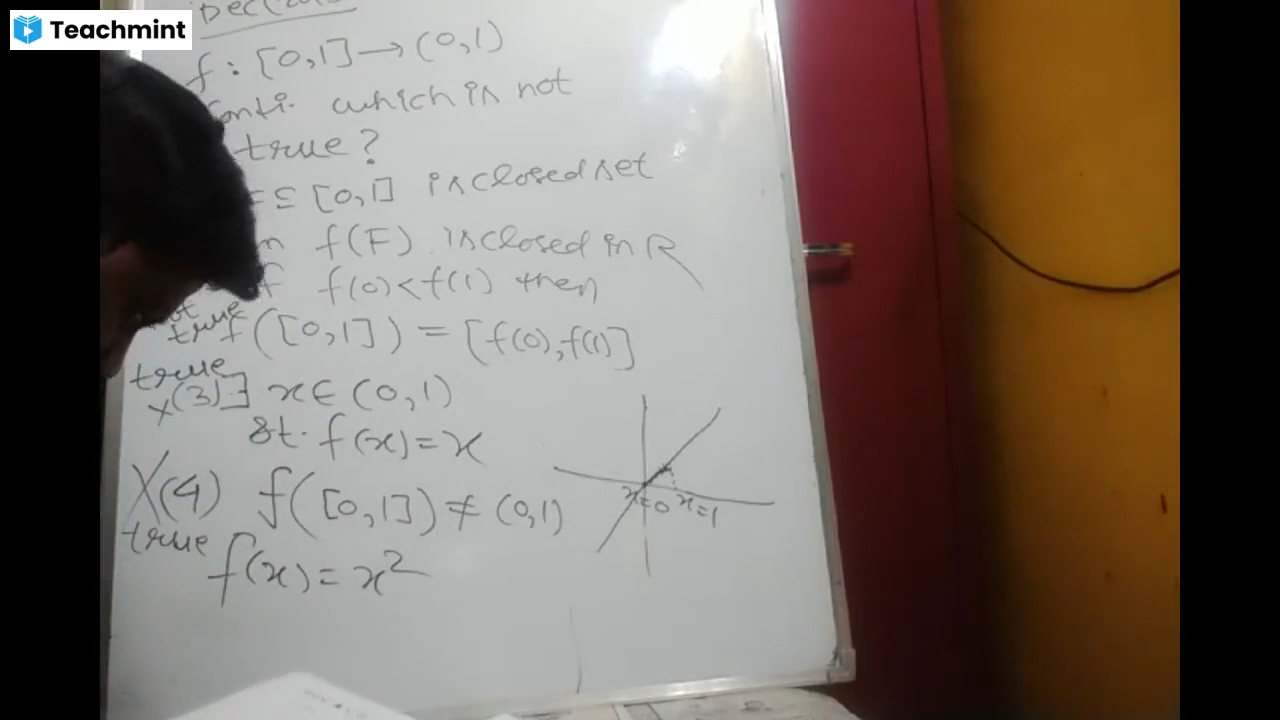 Teachmint
f : [0,1] → (0,1)
conti. which is not
true?
F ⊆ [0,1] is closed set
f(F) is closed in R
f f(0)<f(1) then
not
true
f([0,1]) = [f(0),f(1)]
true
x(3) ∃ x ∈ (0,1)
st. f(x)=x
X(4) f([0,1]) ≠ (0,1)
true
f(x)=x²
x=0 x=1